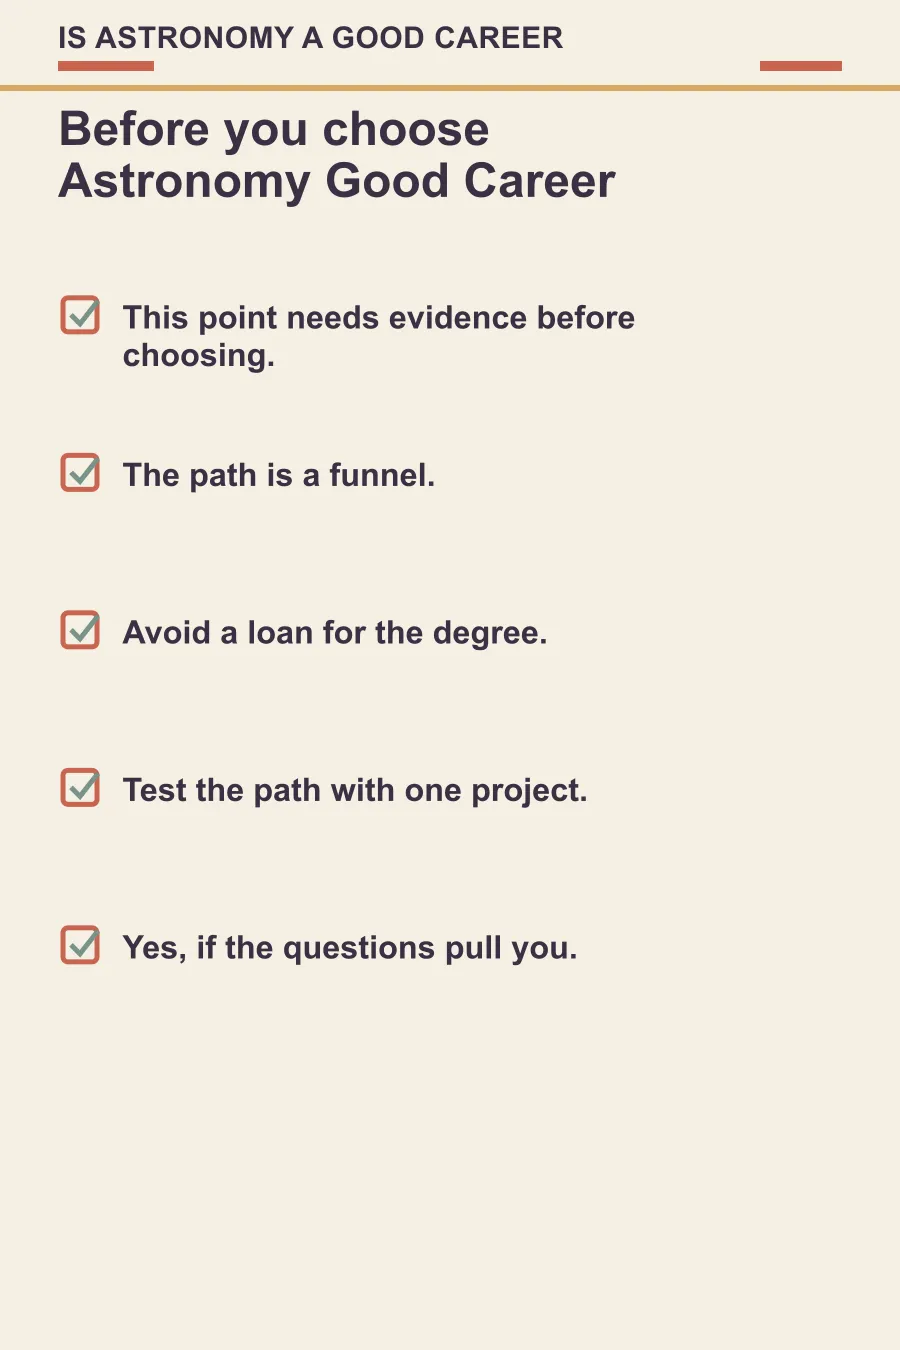 IS ASTRONOMY A GOOD CAREER
Before you choose
Astronomy Good Career
This point needs evidence before
choosing.
The path is a funnel.
Avoid a loan for the degree.
Test the path with one project.
Yes, if the questions pull you.